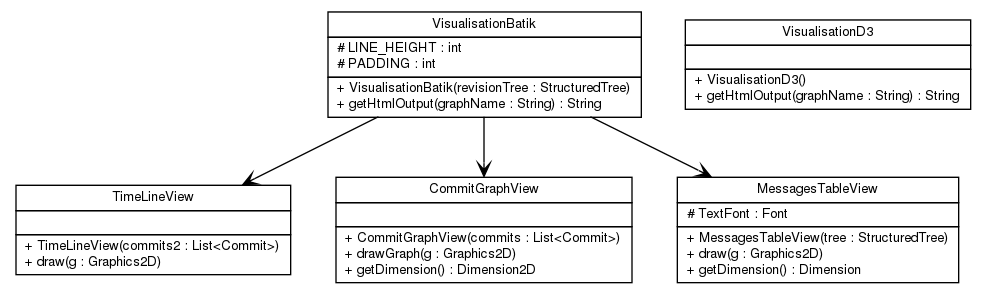 VisualisationBatik
# LINE_HEIGHT : int
# PADDING : int
+ VisualisationBatik(revisionTree : StructuredTree)
+ getHtmlOutput(graphName : String) : String
VisualisationD3
+ VisualisationD3()
+ getHtmlOutput(graphName : String) : String
TimeLineView
+ TimeLineView(commits2 : List<Commit>)
+ draw(g : Graphics2D)
CommitGraphView
+ CommitGraphView(commits : List<Commit>)
+ drawGraph(g : Graphics2D)
+ getDimension() : Dimension2D
MessagesTableView
# TextFont : Font
+ MessagesTableView(tree : StructuredTree)
+ draw(g : Graphics2D)
+ getDimension() : Dimension